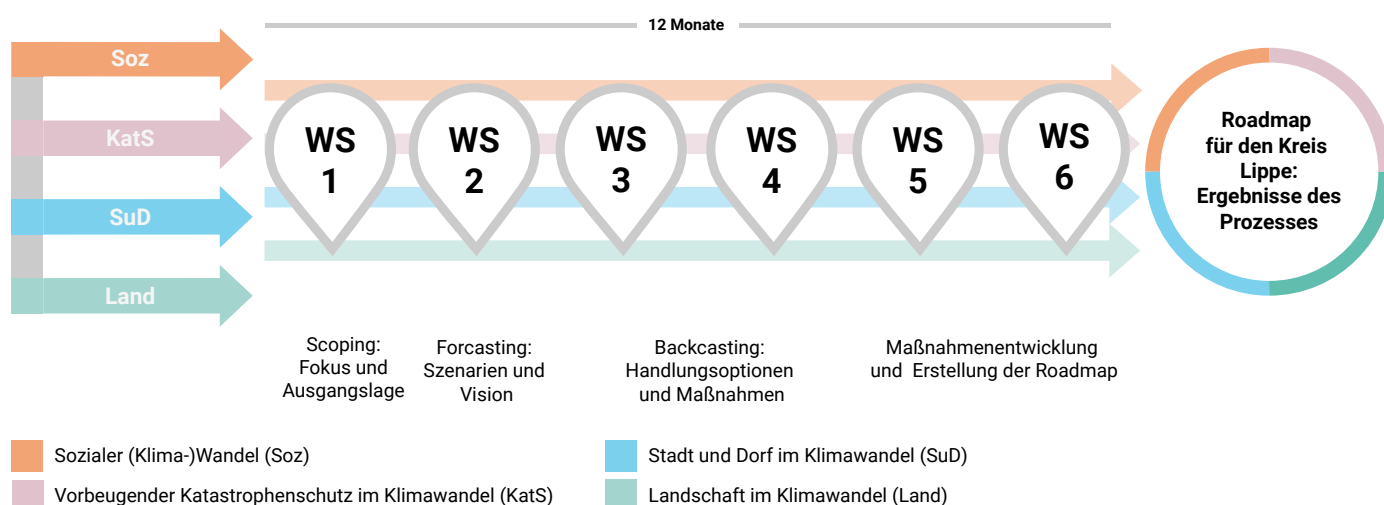 12 Monate
Soz
KatS
SuD
Land
WS
1
WS
2
WS
3
WS
4
WS
5
WS
6
Roadmap
für den Kreis
Lippe:
Ergebnisse des
Prozesses
Scoping:
Fokus und
Ausgangslage
Forcasting:
Szenarien und
Vision
Backcasting:
Handlungsoptionen
und Maßnahmen
Maßnahmenentwicklung
und Erstellung der Roadmap
Sozialer (Klima-)Wandel (Soz)
Vorbeugender Katastrophenschutz im Klimawandel (KatS)
Stadt und Dorf im Klimawandel (SuD)
Landschaft im Klimawandel (Land)